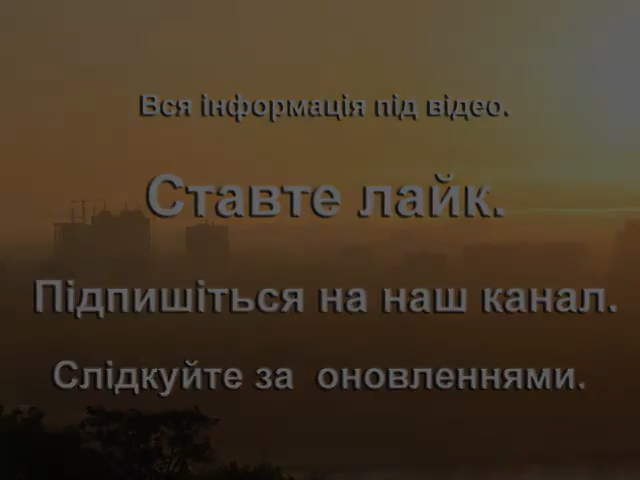 Вся інформація під відео.
Ставте лайк.
Підпишіться на наш канал.
Слідкуйте за оновленнями.